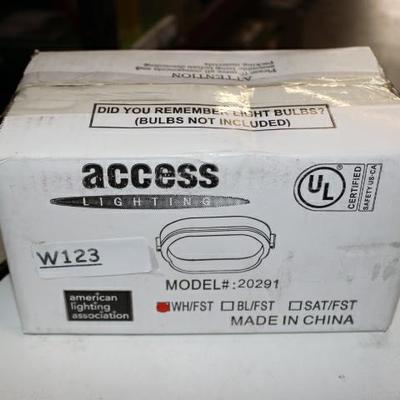 ATTENTION
DID YOU REMEMBER LIGHT BULBS?
(BULBS NOT INCLUDED)
access
LIGHTING
UL
CERTIFIED
SAFETY US-CA
W123
american
lighting
association
MODEL#:20291
WH/FST BL/FST SAT/FST
MADE IN CHINA